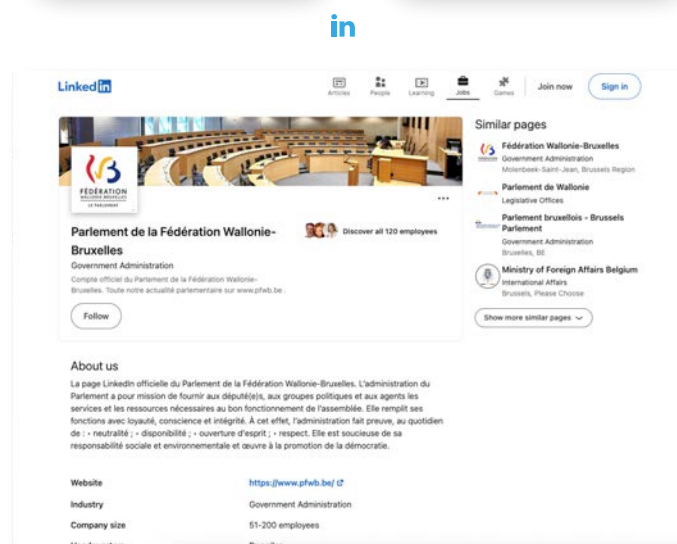 in
Linked in
Articles People Learning Jobs Games Join now Sign in
FÉDÉRATION
WALLONIE-BRUXELLES
LE PARLEMENT
Parlement de la Fédération Wallonie-
Bruxelles
Discover all 120 employees
Government Administration
Compte officiel du Parlement de la Fédération Wallonie-
Bruxelles. Toute notre actualité parlementaire sur www.pfwb.be .
Follow
Similar pages
Fédération Wallonie-Bruxelles
Government Administration
Molenbeek-Saint-Jean, Brussels Region
Parlement de Wallonie
Legislative Offices
Parlement bruxellois - Brussels
Parlement
Government Administration
Bruxelles, BE
Ministry of Foreign Affairs Belgium
International Affairs
Brussels, Please Choose
Show more similar pages
About us
La page LinkedIn officielle du Parlement de la Fédération Wallonie-Bruxelles. L'administration du
Parlement a pour mission de fournir aux député(e)s, aux groupes politiques et aux agents les
services et les ressources nécessaires au bon fonctionnement de l'assemblée. Elle remplit ses
fonctions avec loyauté, conscience et intégrité. À cet effet, l'administration fait preuve, au quotidien
de : • neutralité ; • disponibilité ; • ouverture d'esprit ; • respect. Elle est soucieuse de sa
responsabilité sociale et environnementale et œuvre à la promotion de la démocratie.
Website https://www.pfwb.be/
Industry Government Administration
Company size 51-200 employees